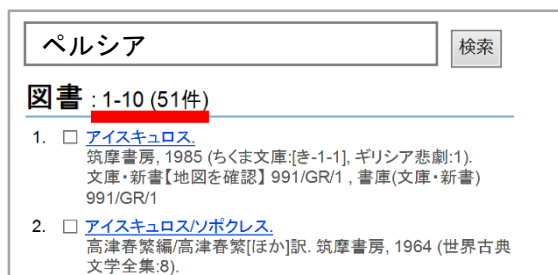 ペルシア
検索
図書 : 1-10 (51件)
1. アイスキュロス.
筑摩書房, 1985 (ちくま文庫:[き-1-1], ギリシア悲劇:1).
文庫・新書【地図を確認】 991/GR/1 , 書庫(文庫・新書)
991/GR/1
2. アイスキュロス/ソポクレス.
高津春繁編/高津春繁[ほか]訳. 筑摩書房, 1964 (世界古典
文学全集:8).